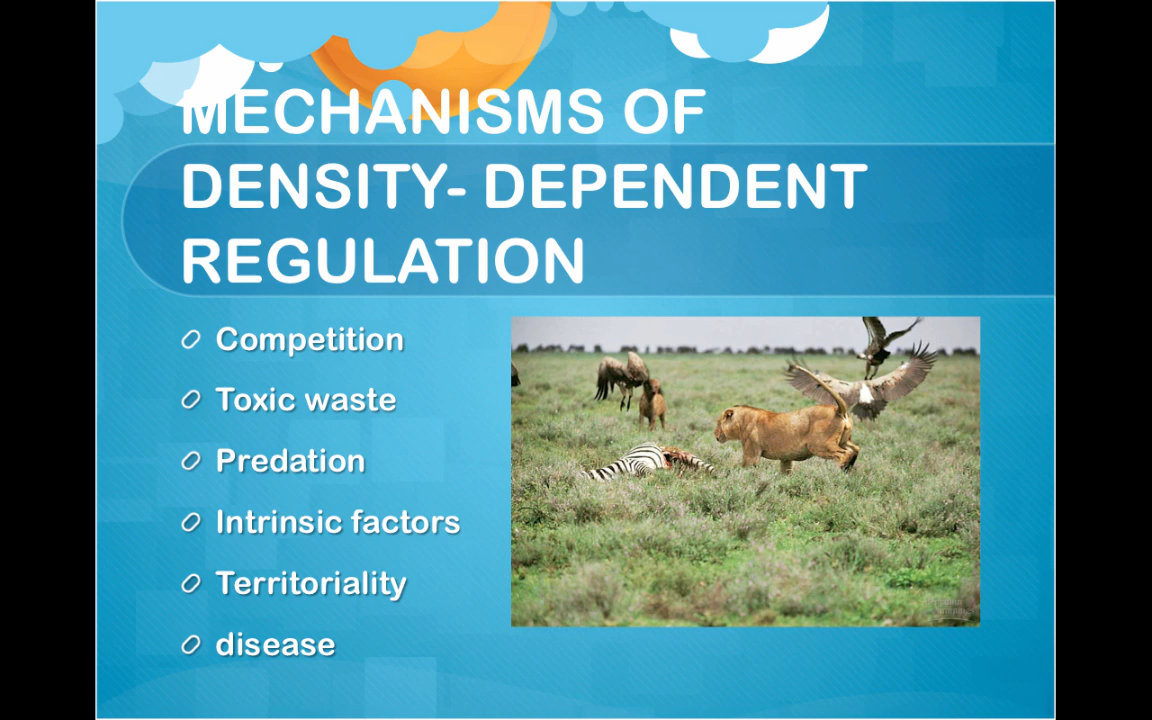 MECHANISMS OF
DENSITY- DEPENDENT
REGULATION
Competition
Toxic waste
Predation
Intrinsic factors
Territoriality
disease